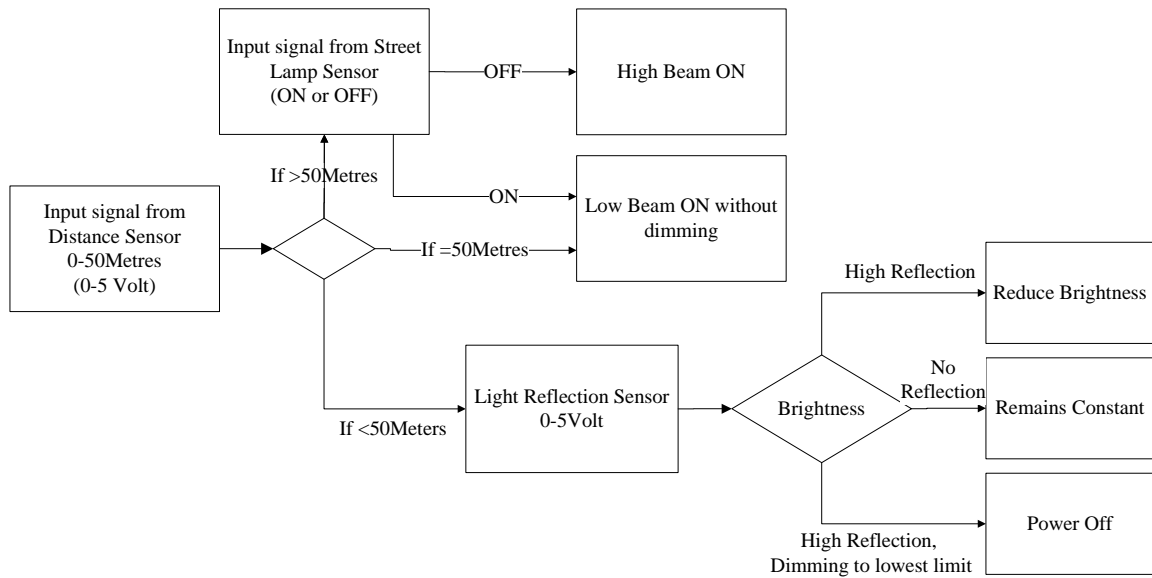 Input signal from Street
Lamp Sensor
(ON or OFF)
OFF
High Beam ON
If >50Metres
ON
Low Beam ON without
dimming
Input signal from
Distance Sensor
0-50Metres
(0-5 Volt)
If =50Metres
If <50Meters
Light Reflection Sensor
0-5Volt
Brightness
High Reflection
Reduce Brightness
No
Reflection
Remains Constant
High Reflection,
Dimming to lowest limit
Power Off